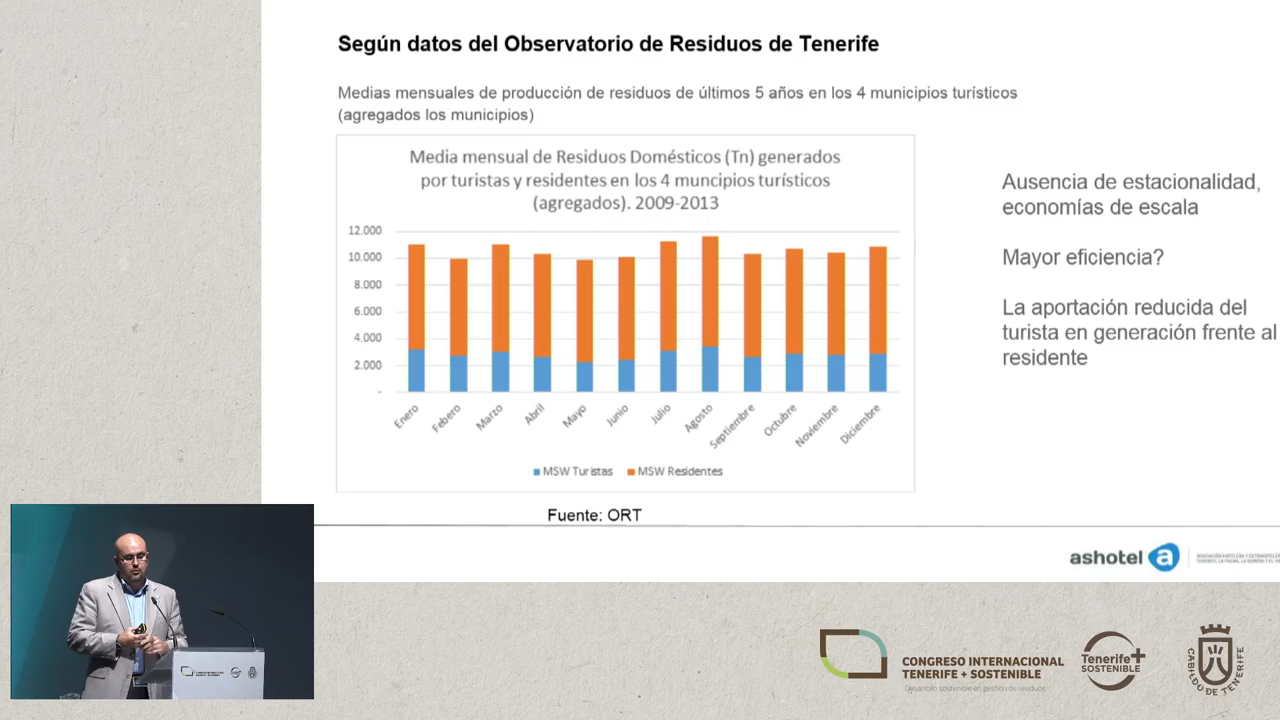 Según datos del Observatorio de Residuos de Tenerife
Medias mensuales de producción de residuos de últimos 5 años en los 4 municipios turísticos
(agregados los municipios)
Media mensual de Residuos Domésticos (Tn) generados
por turistas y residentes en los 4 muncipios turísticos
(agregados). 2009-2013
12.000
10.000
8.000
6.000
4.000
2.000
-
Enero
Febero
Marzo
Abril
Mayo
Junio
Julio
Agosto
Septiembre
Octubre
Noviembre
Diciembre
MSW Turistas
MSW Residentes
Fuente: ORT
Ausencia de estacionalidad,
economías de escala
Mayor eficiencia?
La aportación reducida del
turista en generación frente al
residente
ashotel a
CONGRESO INTERNACIONAL
TENERIFE + SOSTENIBLE
Desarrollo sostenible en gestión de residuos
Tenerife+
SOSTENIBLE
CABILDO DE TENERIFE